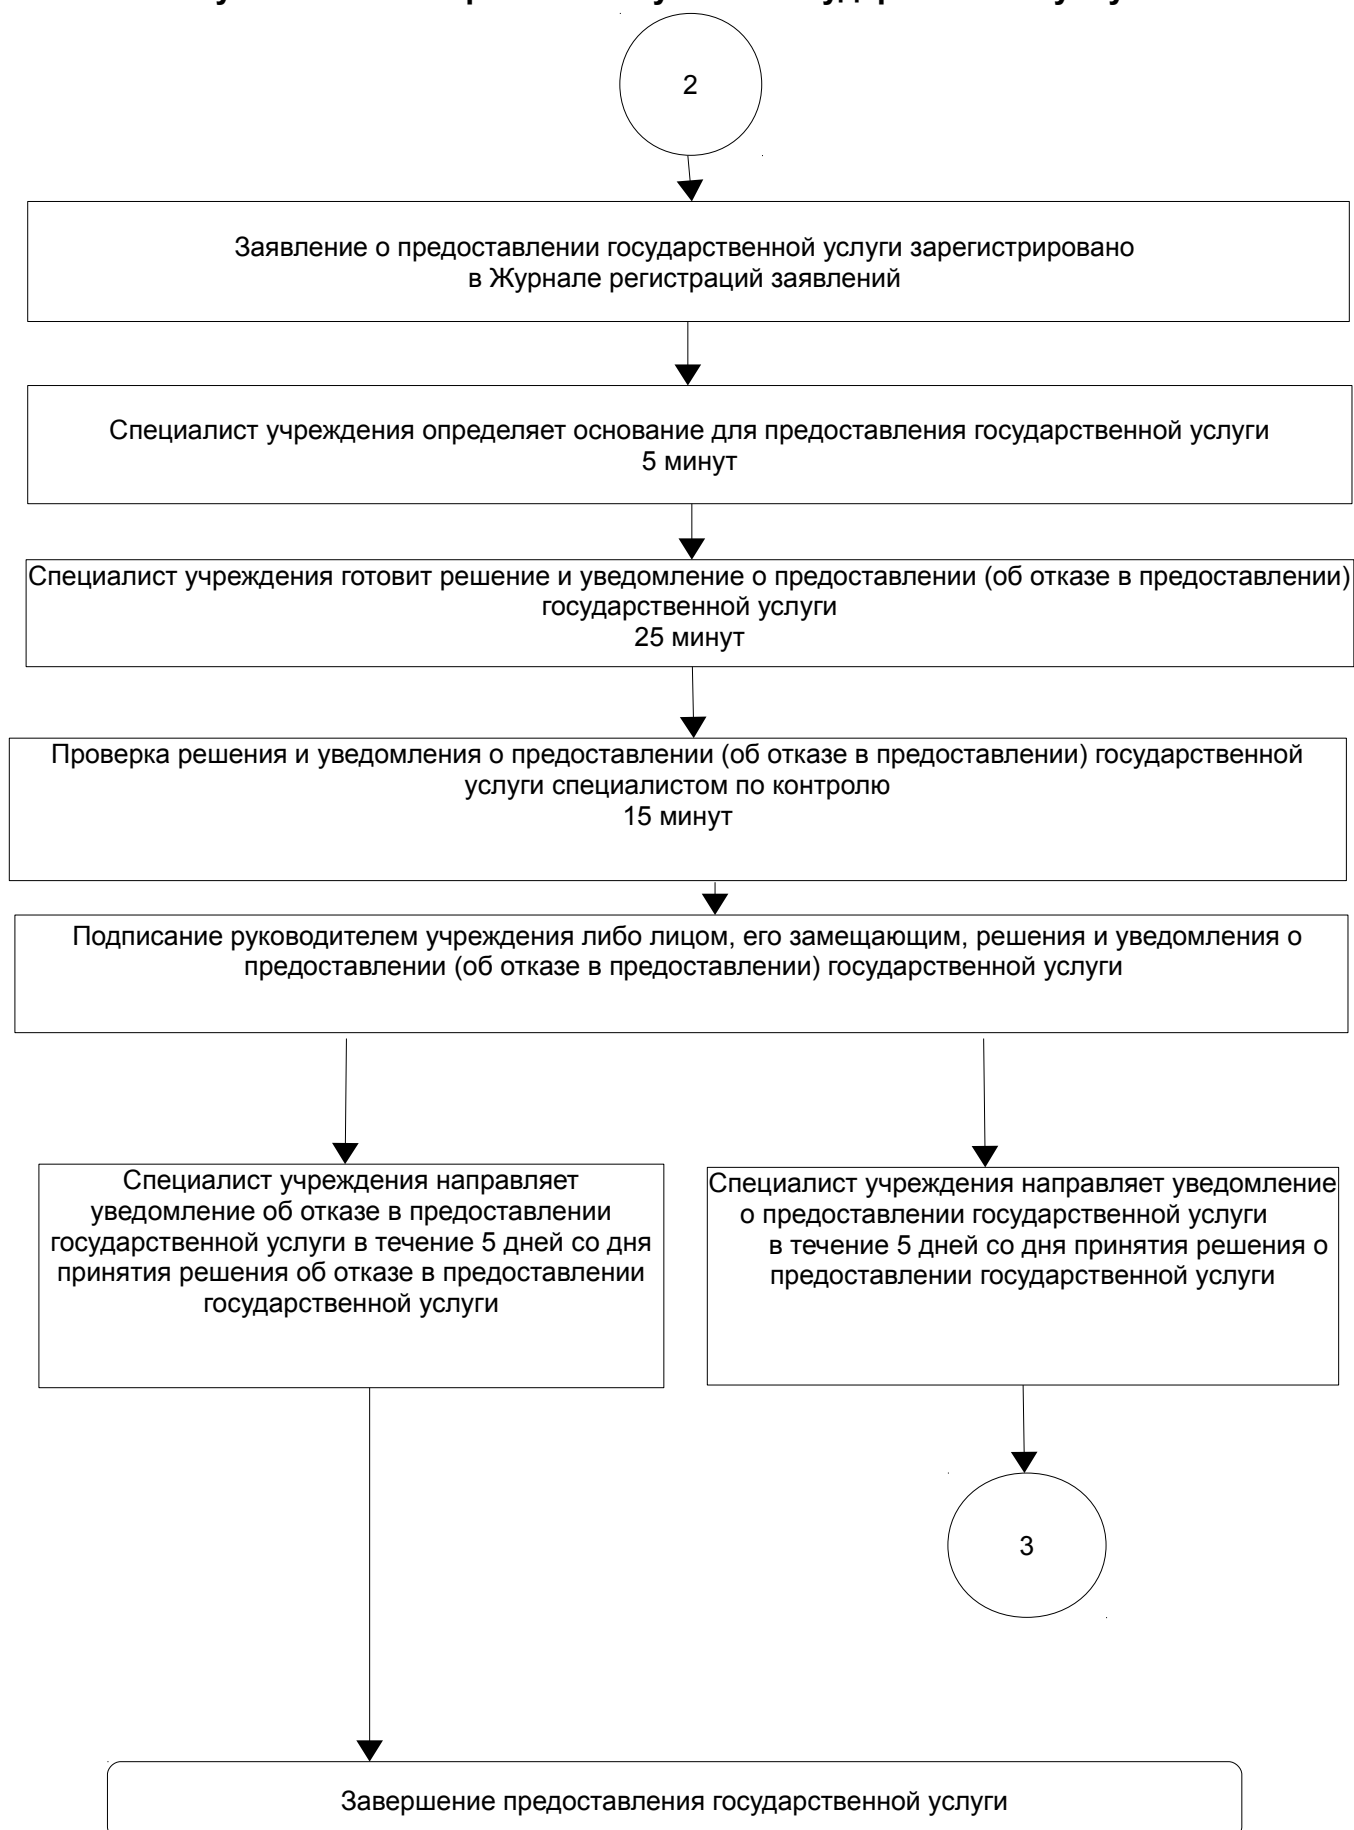 2
Заявление о предоставлении государственной услуги зарегистрировано
в Журнале регистраций заявлений
Специалист учреждения определяет основание для предоставления государственной услуги
5 минут
Специалист учреждения готовит решение и уведомление о предоставлении (об отказе в предоставлении)
государственной услуги
25 минут
Проверка решения и уведомления о предоставлении (об отказе в предоставлении) государственной
услуги специалистом по контролю
15 минут
Подписание руководителем учреждения либо лицом, его замещающим, решения и уведомления о
предоставлении (об отказе в предоставлении) государственной услуги
Специалист учреждения направляет
уведомление об отказе в предоставлении
государственной услуги в течение 5 дней со дня
принятия решения об отказе в предоставлении
государственной услуги
Специалист учреждения направляет уведомление
о предоставлении государственной услуги
в течение 5 дней со дня принятия решения о
предоставлении государственной услуги
3
Завершение предоставления государственной услуги